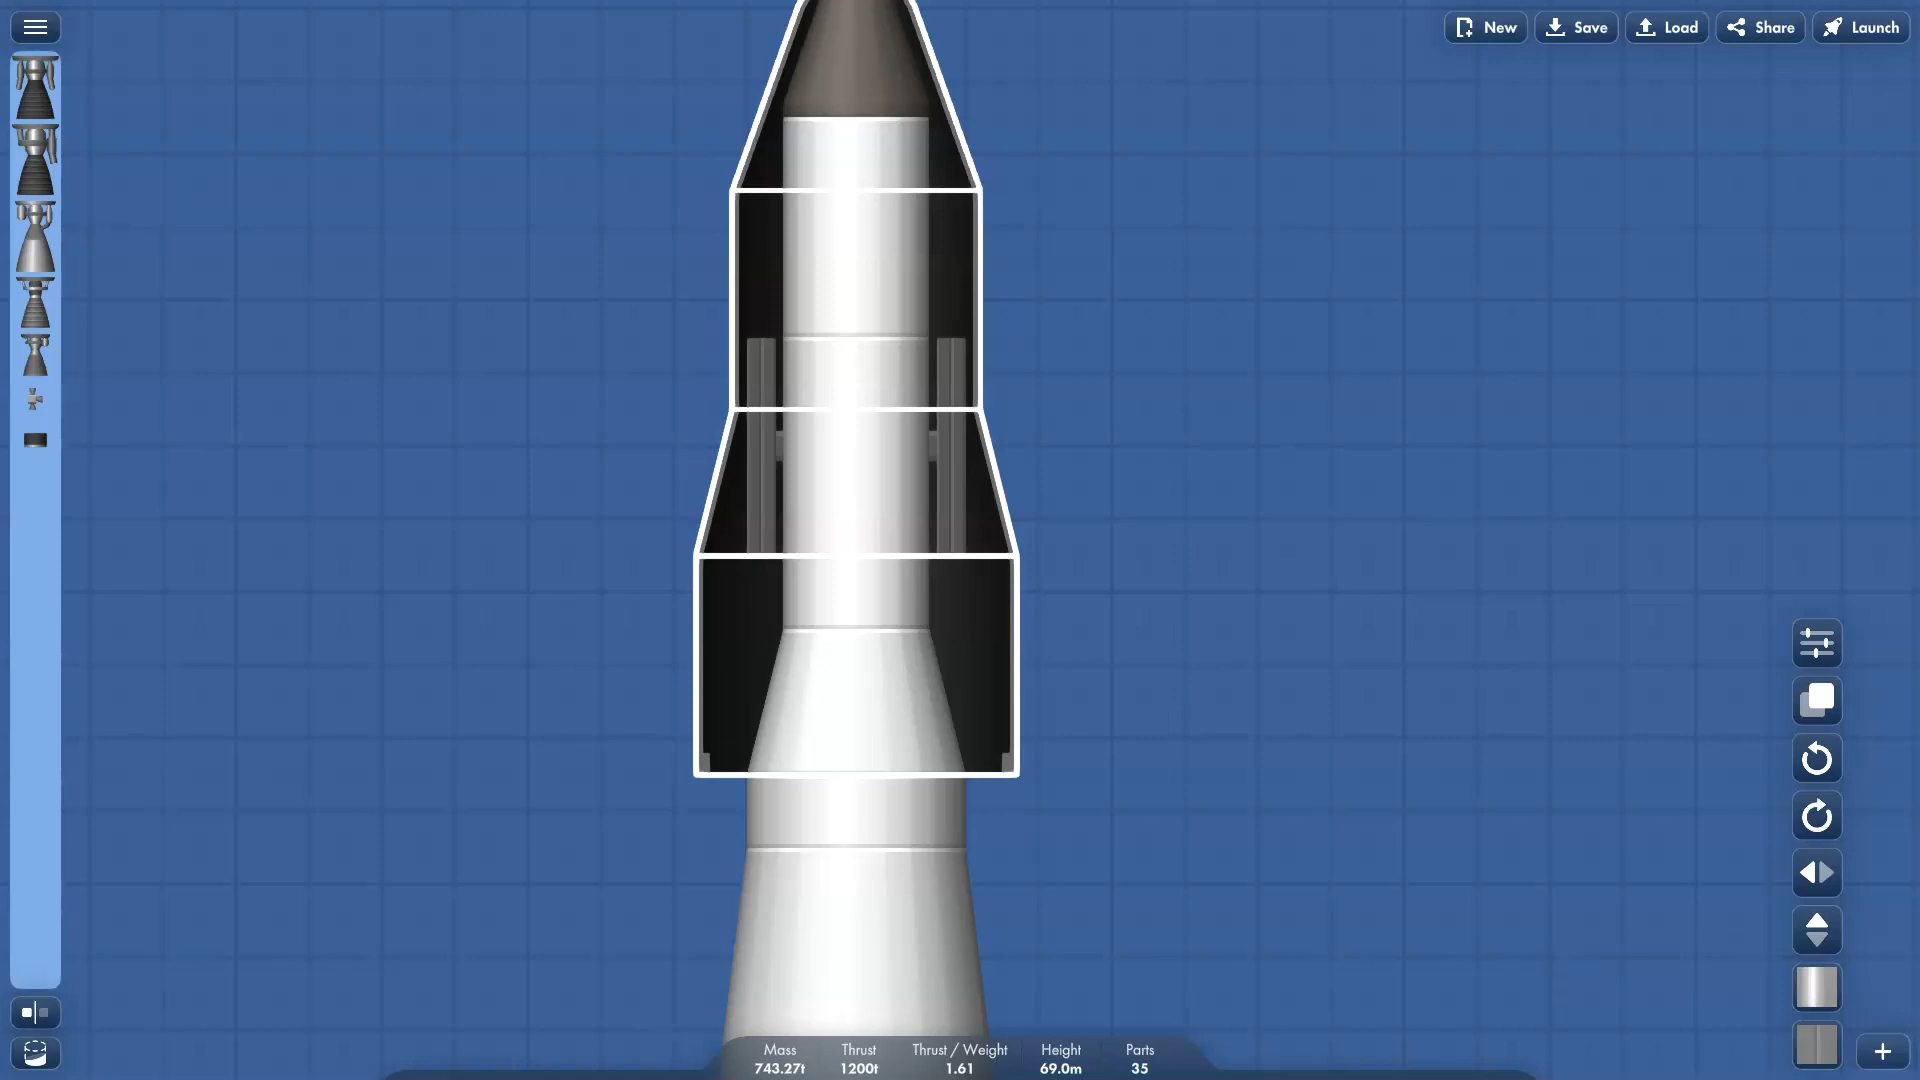 New Save Load Share Launch
Mass Thrust Thrust / Weight Height Parts
743.27t 1200t 1.61 69.0m 35